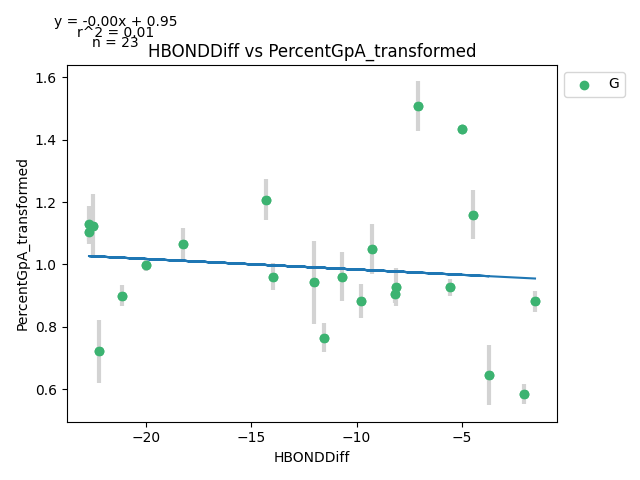 y = -0.00x + 0.95
r^2 = 0.01
n = 23
HBONDDiff vs PercentGpA_transformed
G
PercentGpA_transformed
1.6
1.4
1.2
1.0
0.8
0.6
−20
−15
−10
−5
HBONDDiff